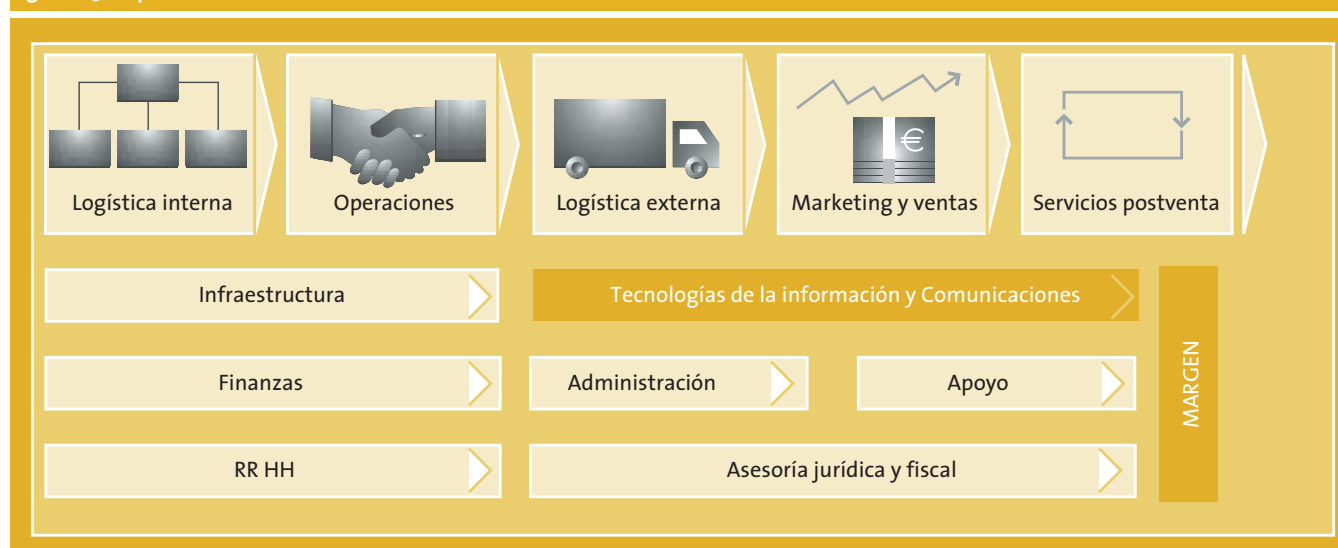 Logística interna
Operaciones
Logística externa
€
Marketing y ventas
Servicios postventa
Infraestructura
Tecnologías de la información y Comunicaciones
Finanzas
Administración
Apoyo
MARGEN
RR HH
Asesoría jurídica y fiscal